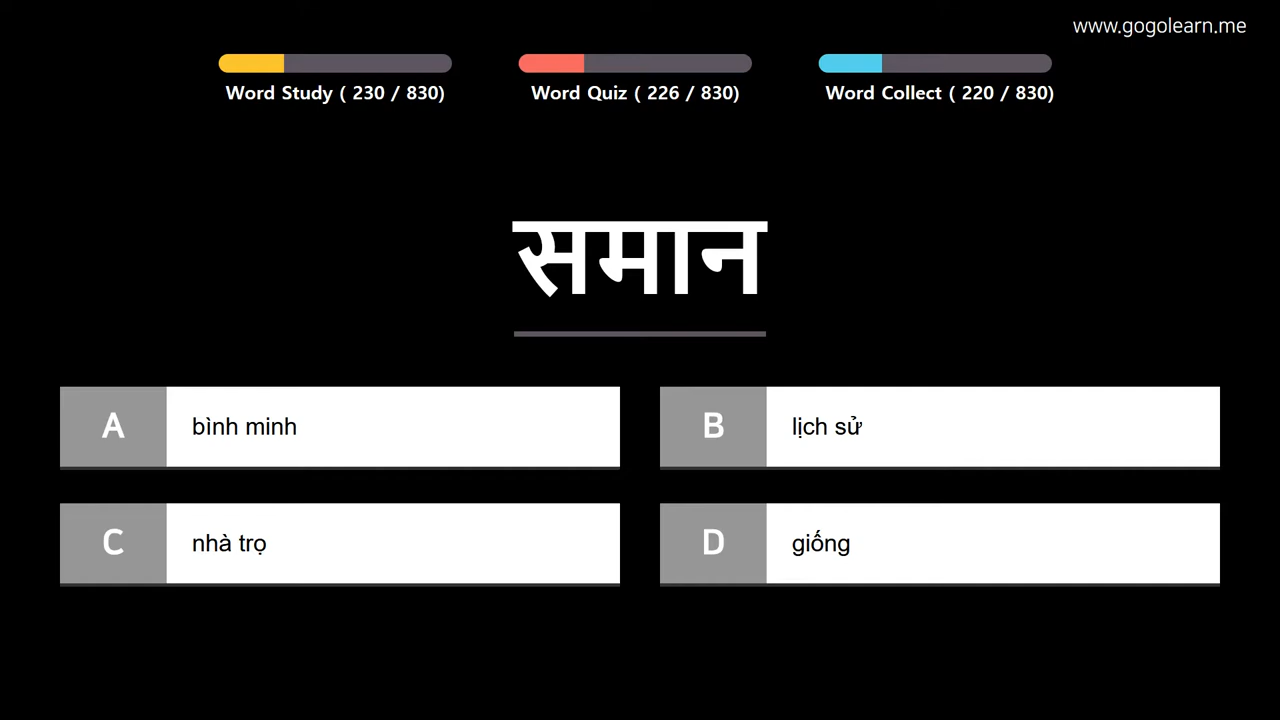 www.gogolearn.me
Word Study ( 230 / 830)
Word Quiz ( 226 / 830)
Word Collect ( 220 / 830)
समान
A
bình minh
B
lịch sử
C
nhà trọ
D
giống